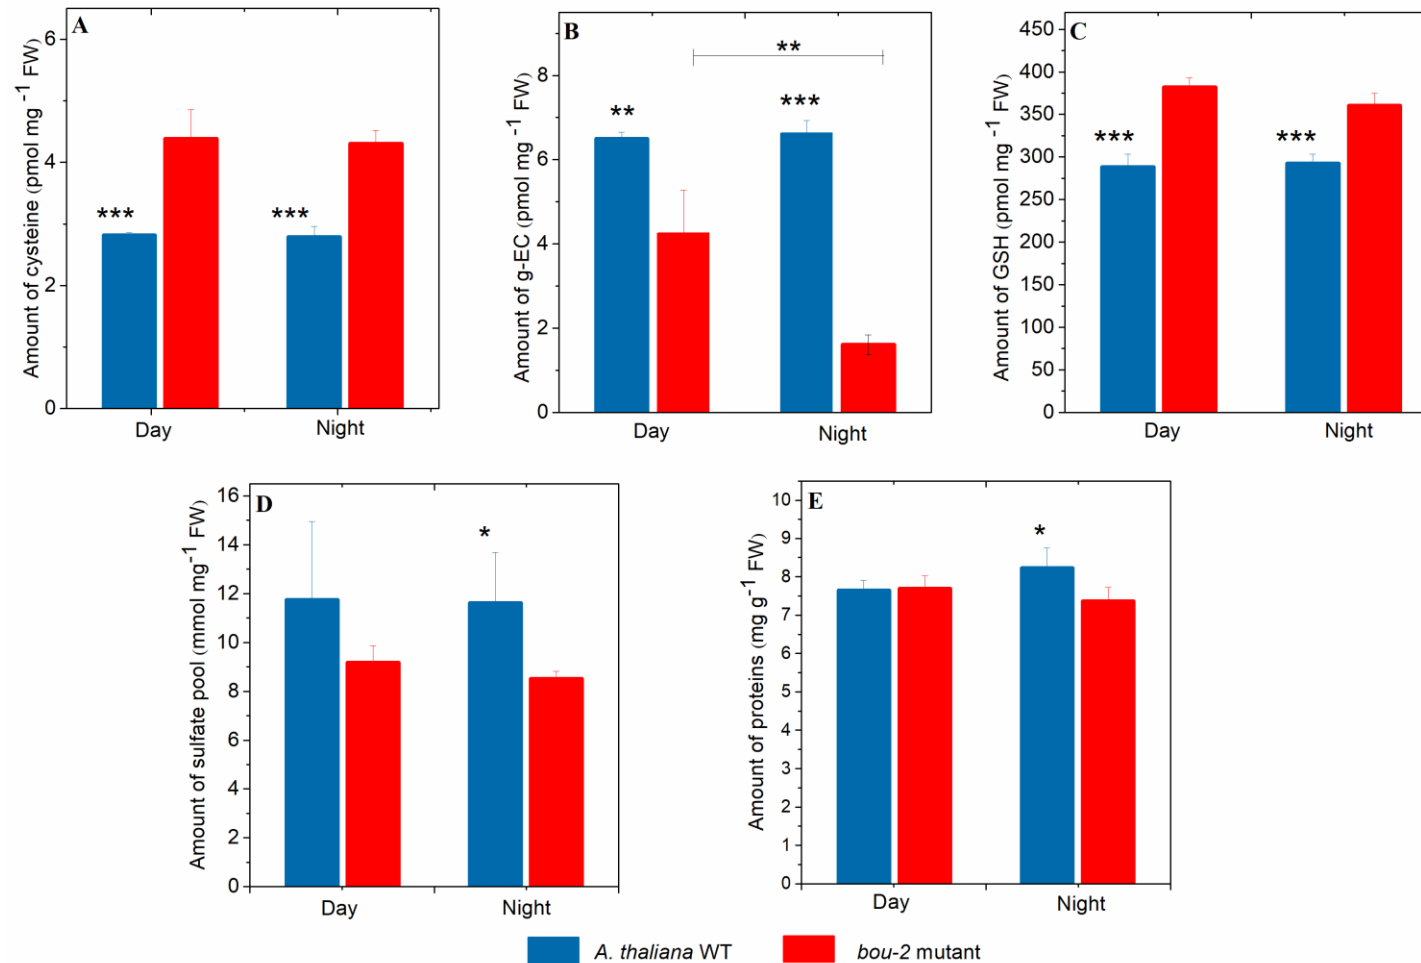 A
Amount of cysteine (pmol mg -1 FW)
6
4
2
0
***
***
Day
Night
B
Amount of g-EC (pmol mg -1 FW)
8
6
4
2
0
**
**
***
Day
Night
C
Amount of GSH (pmol mg -1 FW)
450
400
350
300
250
200
150
100
50
0
***
***
Day
Night
D
Amount of sulfate pool (mmol mg-1 FW)
16
14
12
10
8
6
4
2
0
*
Day
Night
E
Amount of proteins (mg g-1 FW)
10
9
8
7
6
5
4
3
2
1
0
*
Day
Night
A. thaliana WT
bou-2 mutant